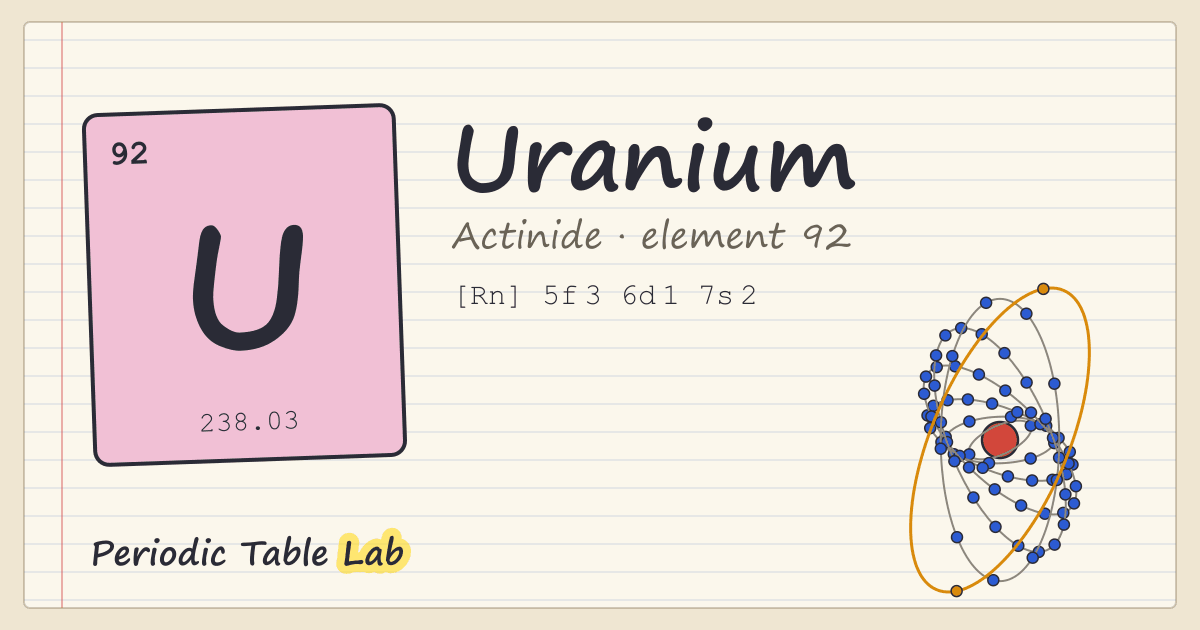 92
U
238.03
Uranium
Actinide · element 92
[Rn] 5f3 6d1 7s2
Periodic Table Lab